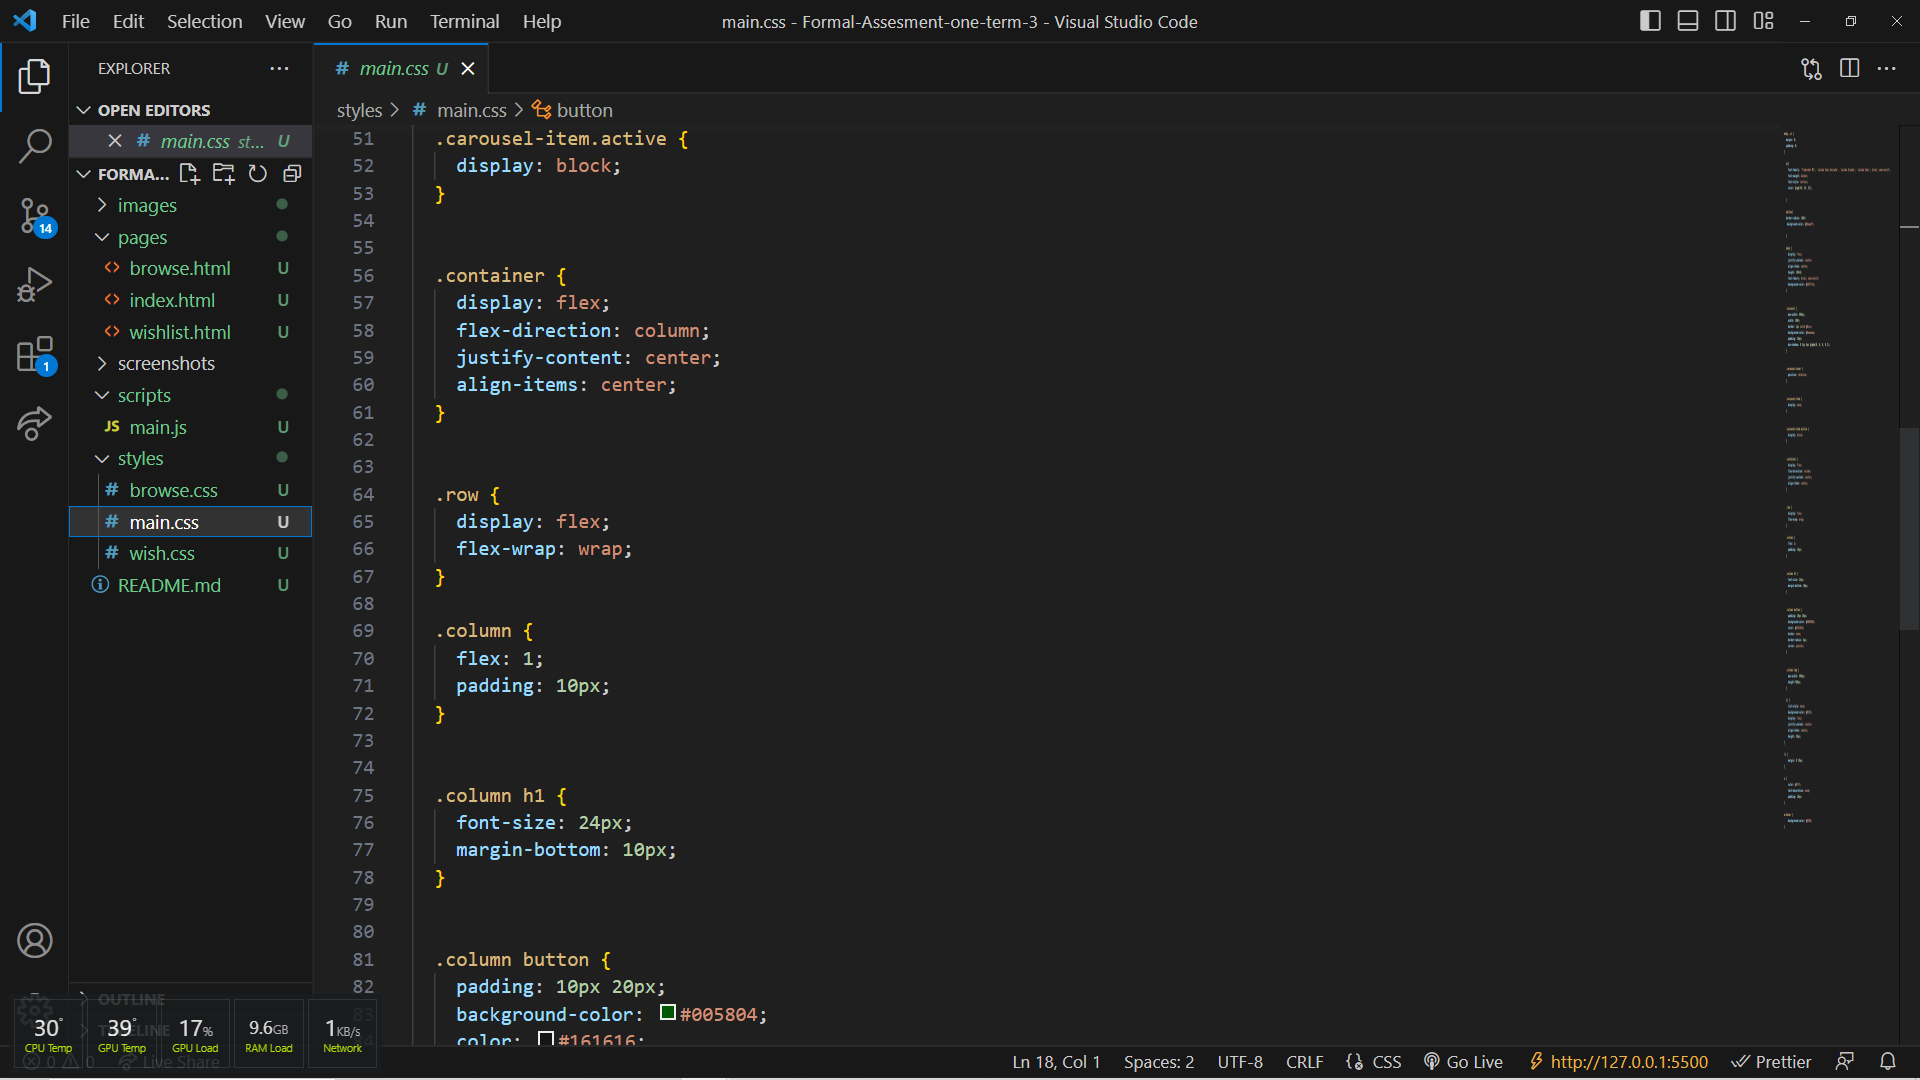 File Edit Selection View Go Run Terminal Help
main.css - Formal-Assesment-one-term-3 - Visual Studio Code
EXPLORER
OPEN EDITORS
# main.css st... U
FORMA...
images
pages
<> browse.html U
<> index.html U
<> wishlist.html U
screenshots
scripts
JS main.js U
styles
# browse.css U
# main.css U
# wish.css U
README.md U
OUTLINE
TIMELINE
14
1
# main.css U
styles > # main.css > button
51 .carousel-item.active {
52 display: block;
53 }
54
55
56 .container {
57 display: flex;
58 flex-direction: column;
59 justify-content: center;
60 align-items: center;
61 }
62
63
64 .row {
65 display: flex;
66 flex-wrap: wrap;
67 }
68
69 .column {
70 flex: 1;
71 padding: 10px;
72 }
73
74
75 .column h1 {
76 font-size: 24px;
77 margin-bottom: 10px;
78 }
79
80
81 .column button {
82 padding: 10px 20px;
83 background-color: #005804;
84 color: #161616;
30° 39° 17% 9.6GB 1KB/s
CPU Temp GPU Temp GPU Load RAM Load Network
0 0 Live Share
Ln 18, Col 1 Spaces: 2 UTF-8 CRLF {} CSS Go Live http://127.0.0.1:5500 Prettier